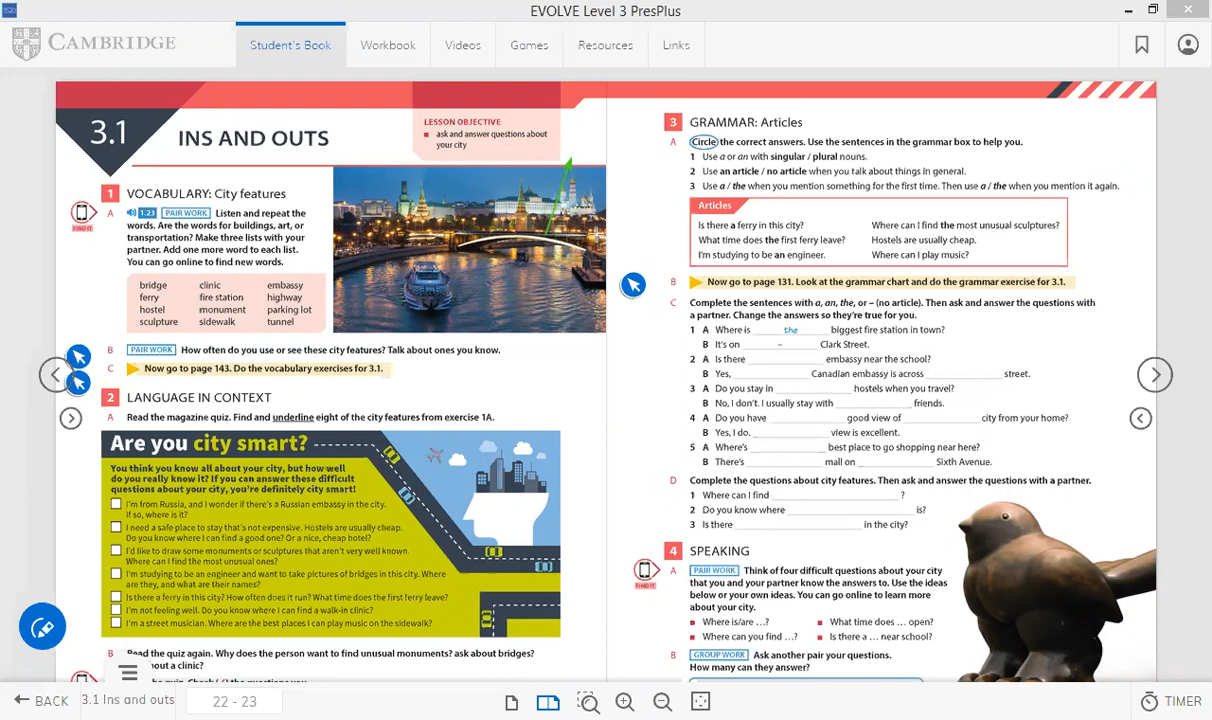 EVOLVE Level 3 PresPlus
CAMBRIDGE
Student's Book
Workbook
Videos
Games
Resources
Links
3.1
INS AND OUTS
LESSON OBJECTIVE
ask and answer questions about
your city
1 VOCABULARY: City features
FIND IT
A 1.23 PAIR WORK Listen and repeat the
words. Are the words for buildings, art, or
transportation? Make three lists with your
partner. Add one more word to each list.
You can go online to find new words.
bridge clinic embassy
ferry fire station highway
hostel monument parking lot
sculpture sidewalk tunnel
B PAIR WORK How often do you use or see these city features? Talk about ones you know.
C Now go to page 143. Do the vocabulary exercises for 3.1.
2 LANGUAGE IN CONTEXT
A Read the magazine quiz. Find and underline eight of the city features from exercise 1A.
Are you city smart?
You think you know all about your city, but how well
do you really know it? If you can answer these difficult
questions about your city, you're definitely city smart!
I'm from Russia, and I wonder if there's a Russian embassy in the city.
If so, where is it?
I need a safe place to stay that's not expensive. Hostels are usually cheap.
Do you know where I can find a good one? Or a nice, cheap hotel?
I'd like to draw some monuments or sculptures that aren't very well known.
Where can I find the most unusual ones?
I'm studying to be an engineer and want to take pictures of bridges in this city. Where
are they, and what are their names?
Is there a ferry in this city? How often does it run? What time does the first ferry leave?
I'm not feeling well. Do you know where I can find a walk-in clinic?
I'm a street musician. Where are the best places I can play music on the sidewalk?
B Read the quiz again. Why does the person want to find unusual monuments? ask about bridges?
out a clinic?
3 GRAMMAR: Articles
A Circle the correct answers. Use the sentences in the grammar box to help you.
1 Use a or an with singular / plural nouns.
2 Use an article / no article when you talk about things in general.
3 Use a / the when you mention something for the first time. Then use a / the when you mention it again.
Articles
Is there a ferry in this city? Where can I find the most unusual sculptures?
What time does the first ferry leave? Hostels are usually cheap.
I'm studying to be an engineer. Where can I play music?
B Now go to page 131. Look at the grammar chart and do the grammar exercise for 3.1.
C Complete the sentences with a, an, the, or – (no article). Then ask and answer the questions with
a partner. Change the answers so they're true for you.
1 A Where is the biggest fire station in town?
B It's on – Clark Street.
2 A Is there embassy near the school?
B Yes, Canadian embassy is across street.
3 A Do you stay in hostels when you travel?
B No, I don't. I usually stay with friends.
4 A Do you have good view of city from your home?
B Yes, I do. view is excellent.
5 A Where's best place to go shopping near here?
B There's mall on Sixth Avenue.
D Complete the questions about city features. Then ask and answer the questions with a partner.
1 Where can I find ?
2 Do you know where is?
3 Is there in the city?
4 SPEAKING
FIND IT
A PAIR WORK Think of four difficult questions about your city
that you and your partner know the answers to. Use the ideas
below or your own ideas. You can go online to learn more
about your city.
Where is/are …? What time does … open?
Where can you find …? Is there a … near school?
B GROUP WORK Ask another pair your questions.
How many can they answer?
BACK
3.1 Ins and outs
22 - 23
TIMER